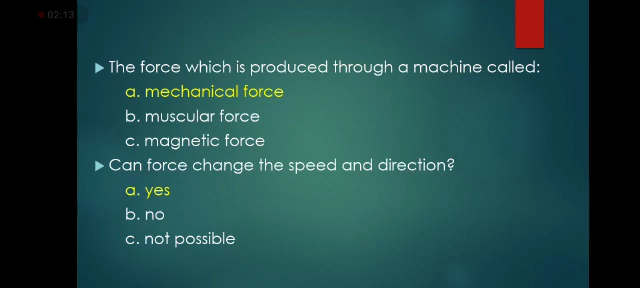 02:13
The force which is produced through a machine called:
a. mechanical force
b. muscular force
c. magnetic force
Can force change the speed and direction?
a. yes
b. no
c. not possible